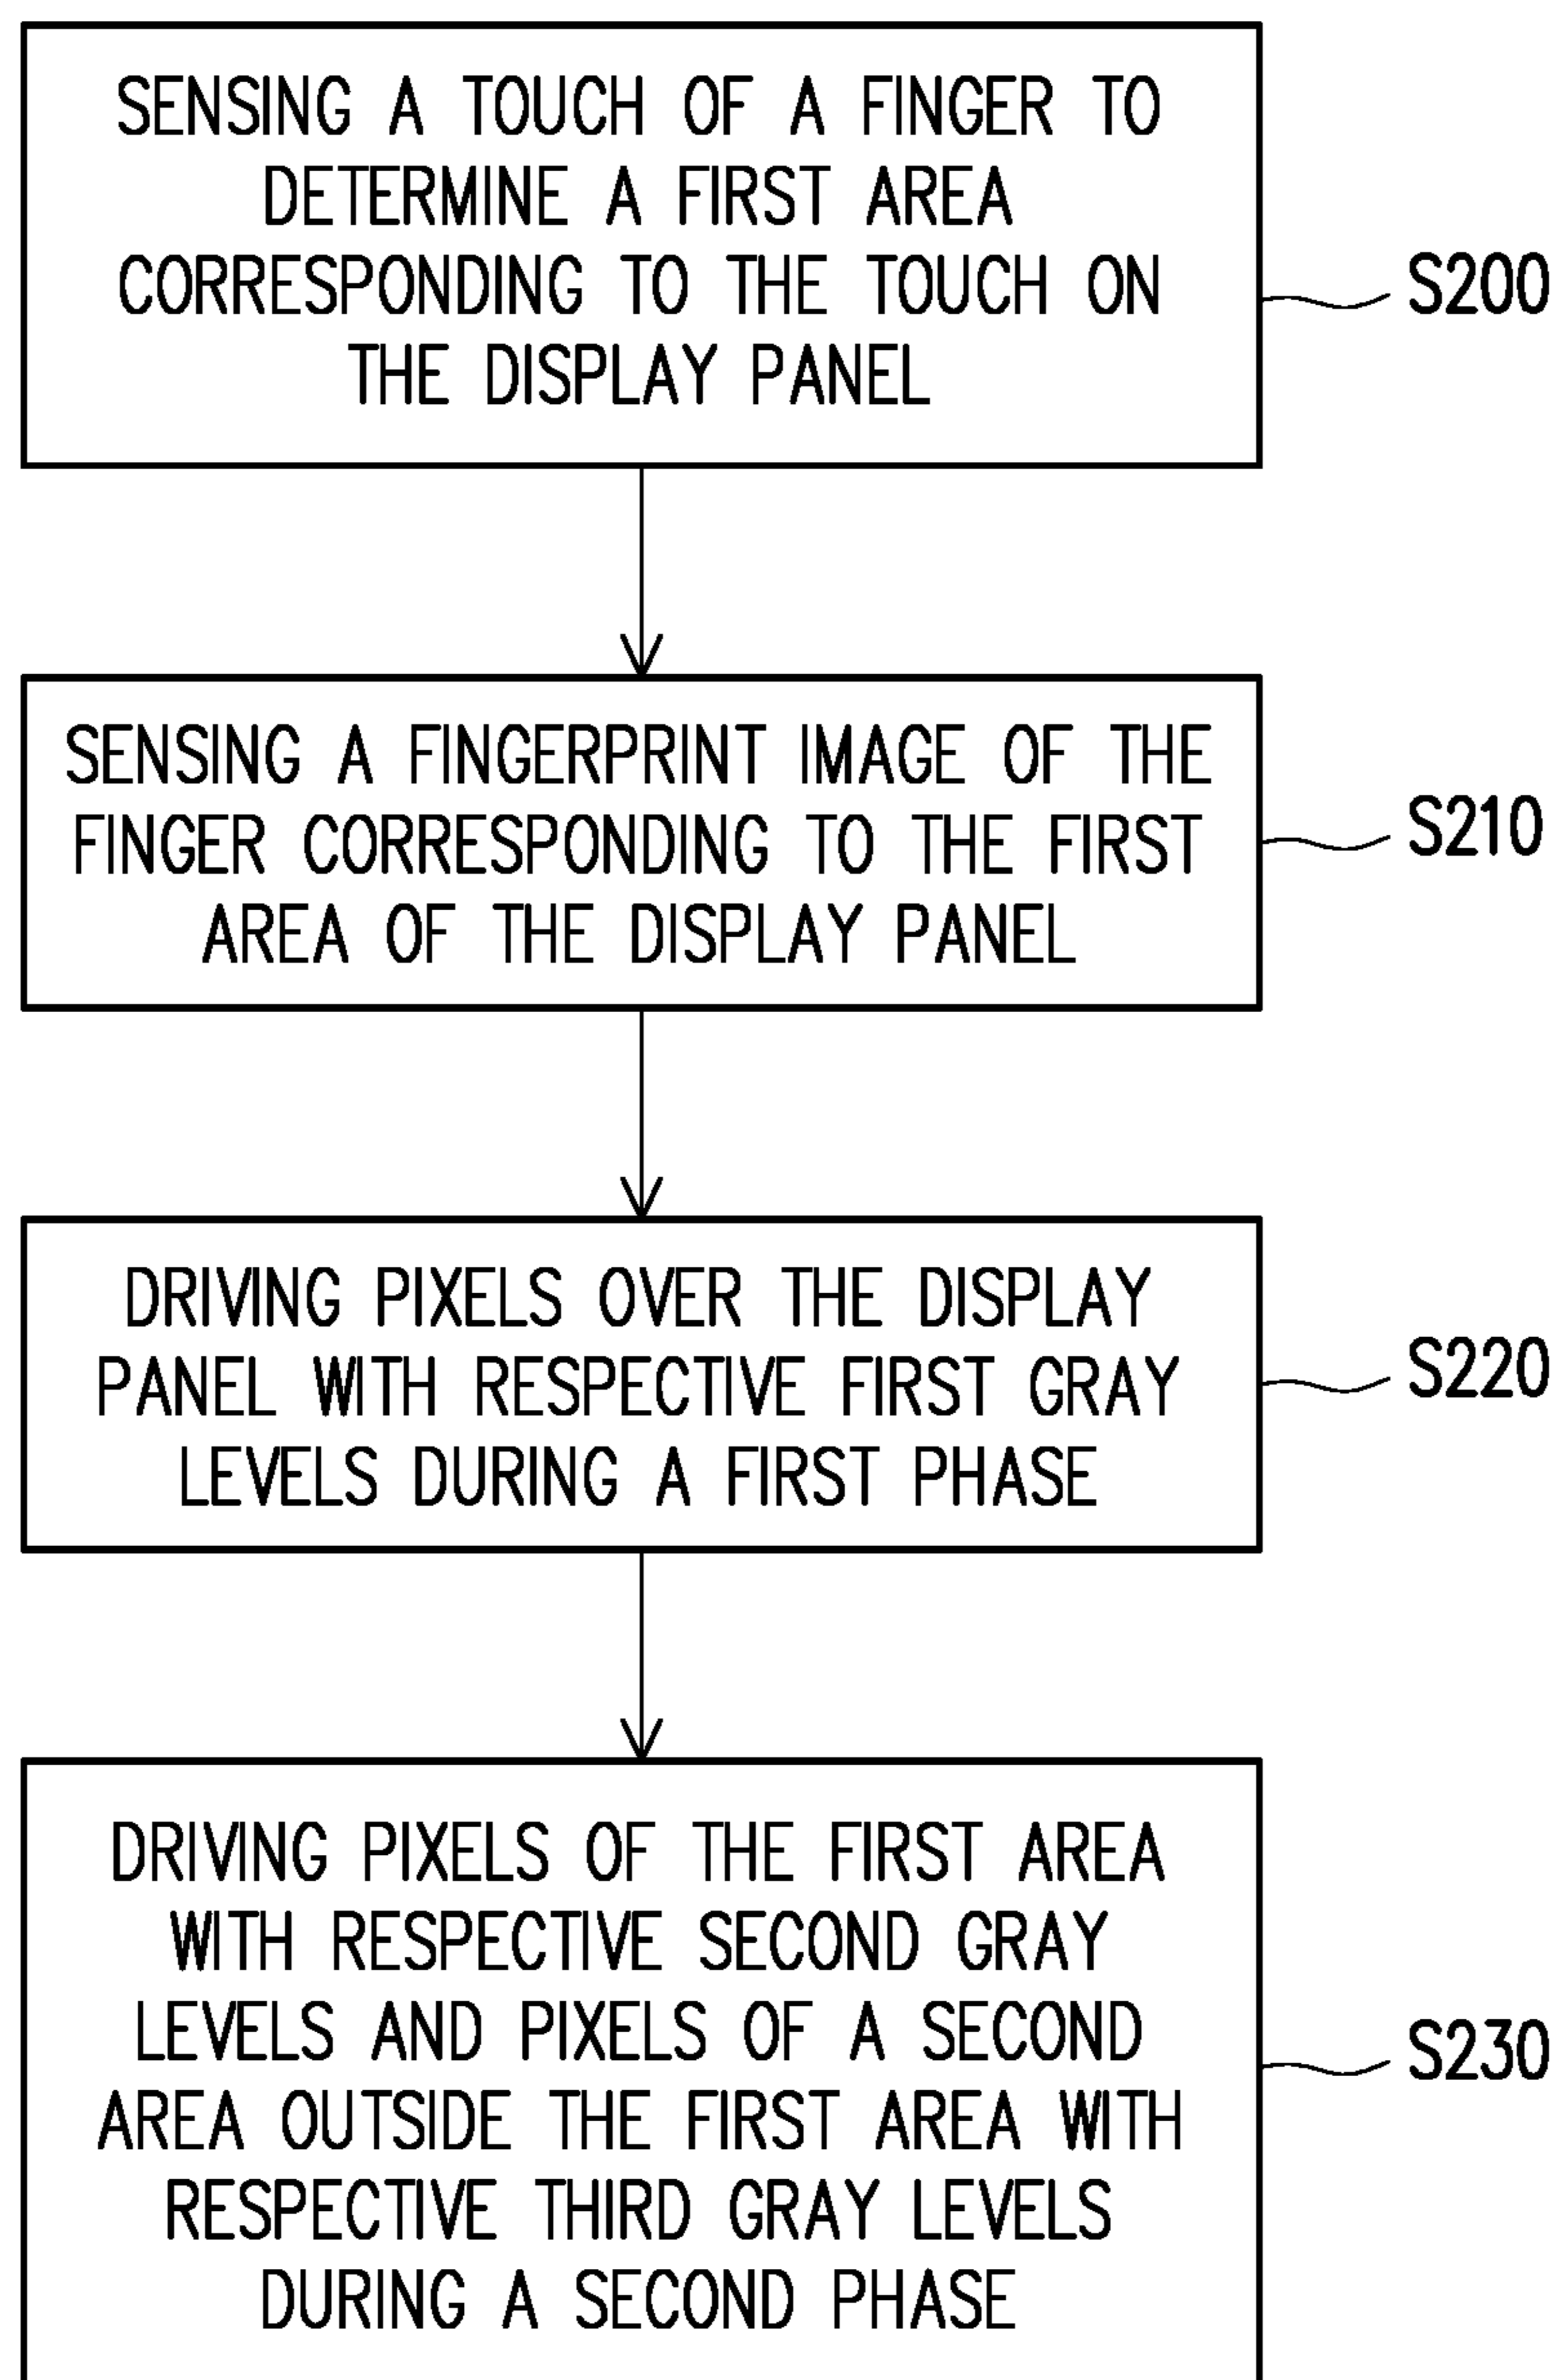 SENSING A TOUCH OF A FINGER TO
DETERMINE A FIRST AREA
CORRESPONDING TO THE TOUCH ON
THE DISPLAY PANEL
S200
SENSING A FINGERPRINT IMAGE OF THE
FINGER CORRESPONDING TO THE FIRST
AREA OF THE DISPLAY PANEL
S210
DRIVING PIXELS OVER THE DISPLAY
PANEL WITH RESPECTIVE FIRST GRAY
LEVELS DURING A FIRST PHASE
S220
DRIVING PIXELS OF THE FIRST AREA
WITH RESPECTIVE SECOND GRAY
LEVELS AND PIXELS OF A SECOND
AREA OUTSIDE THE FIRST AREA WITH
RESPECTIVE THIRD GRAY LEVELS
DURING A SECOND PHASE
S230